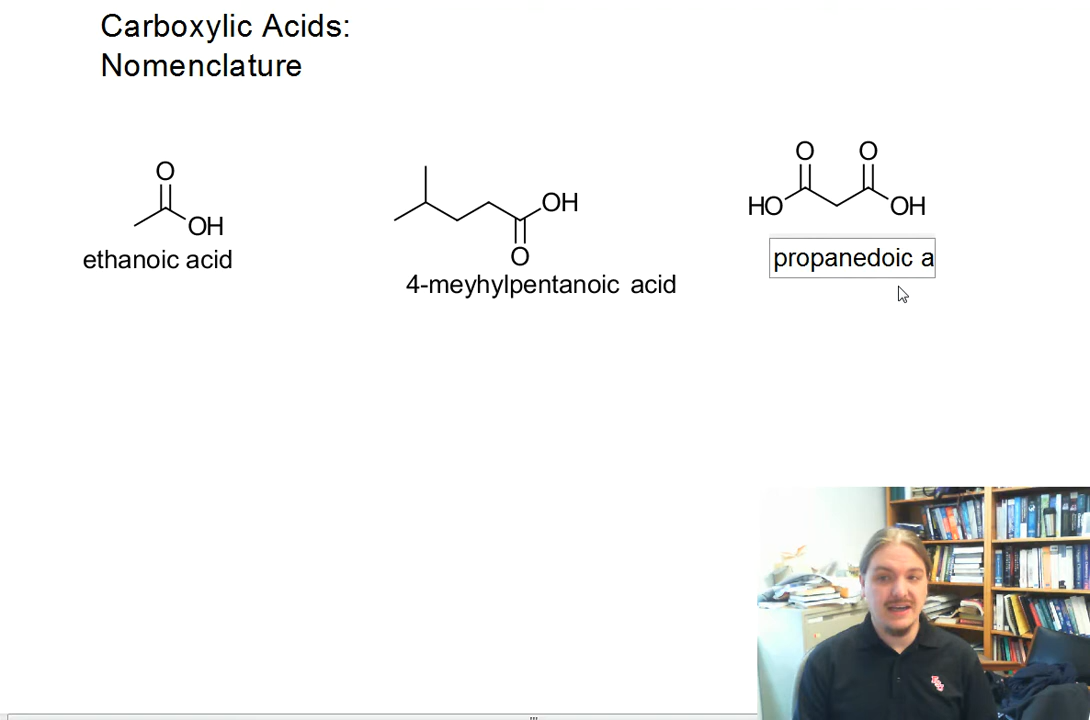 Carboxylic Acids:
Nomenclature
O
OH
ethanoic acid
OH
O
4-meyhylpentanoic acid
O O
HO OH
propanedoic a